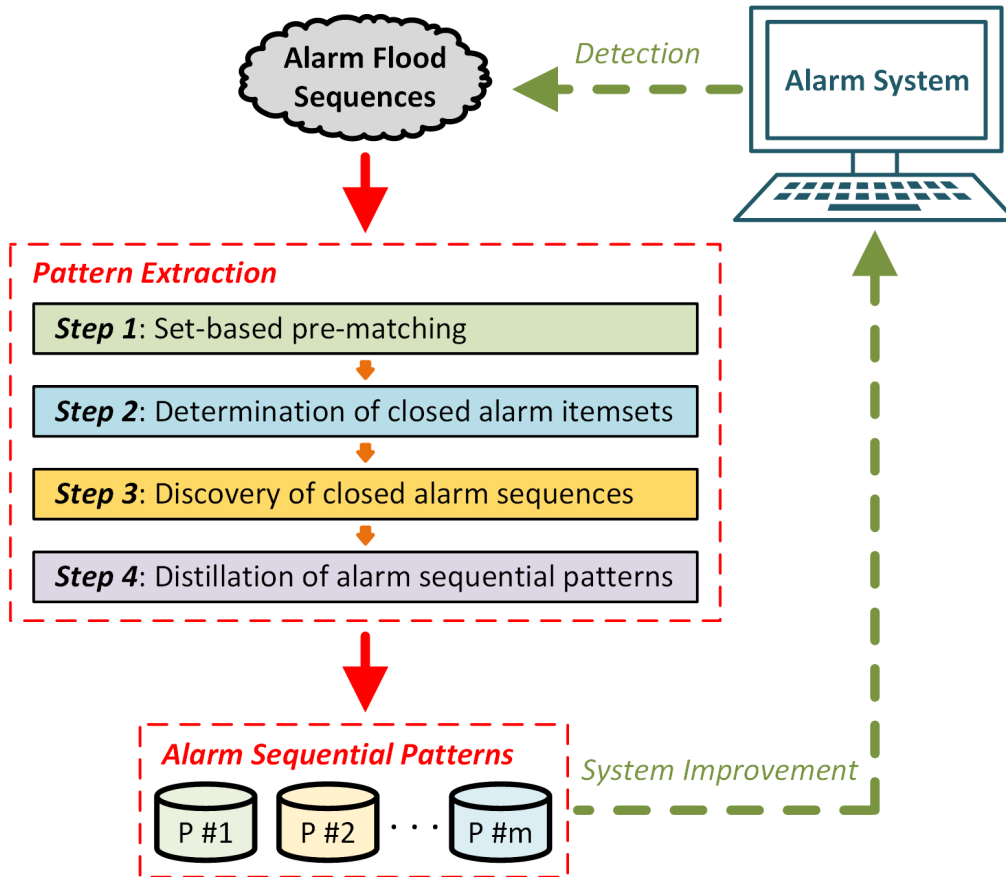 Alarm Flood
Sequences
Detection
Alarm System
Pattern Extraction
Step 1: Set-based pre-matching
Step 2: Determination of closed alarm itemsets
Step 3: Discovery of closed alarm sequences
Step 4: Distillation of alarm sequential patterns
Alarm Sequential Patterns
P #1
P #2
· · ·
P #m
System Improvement